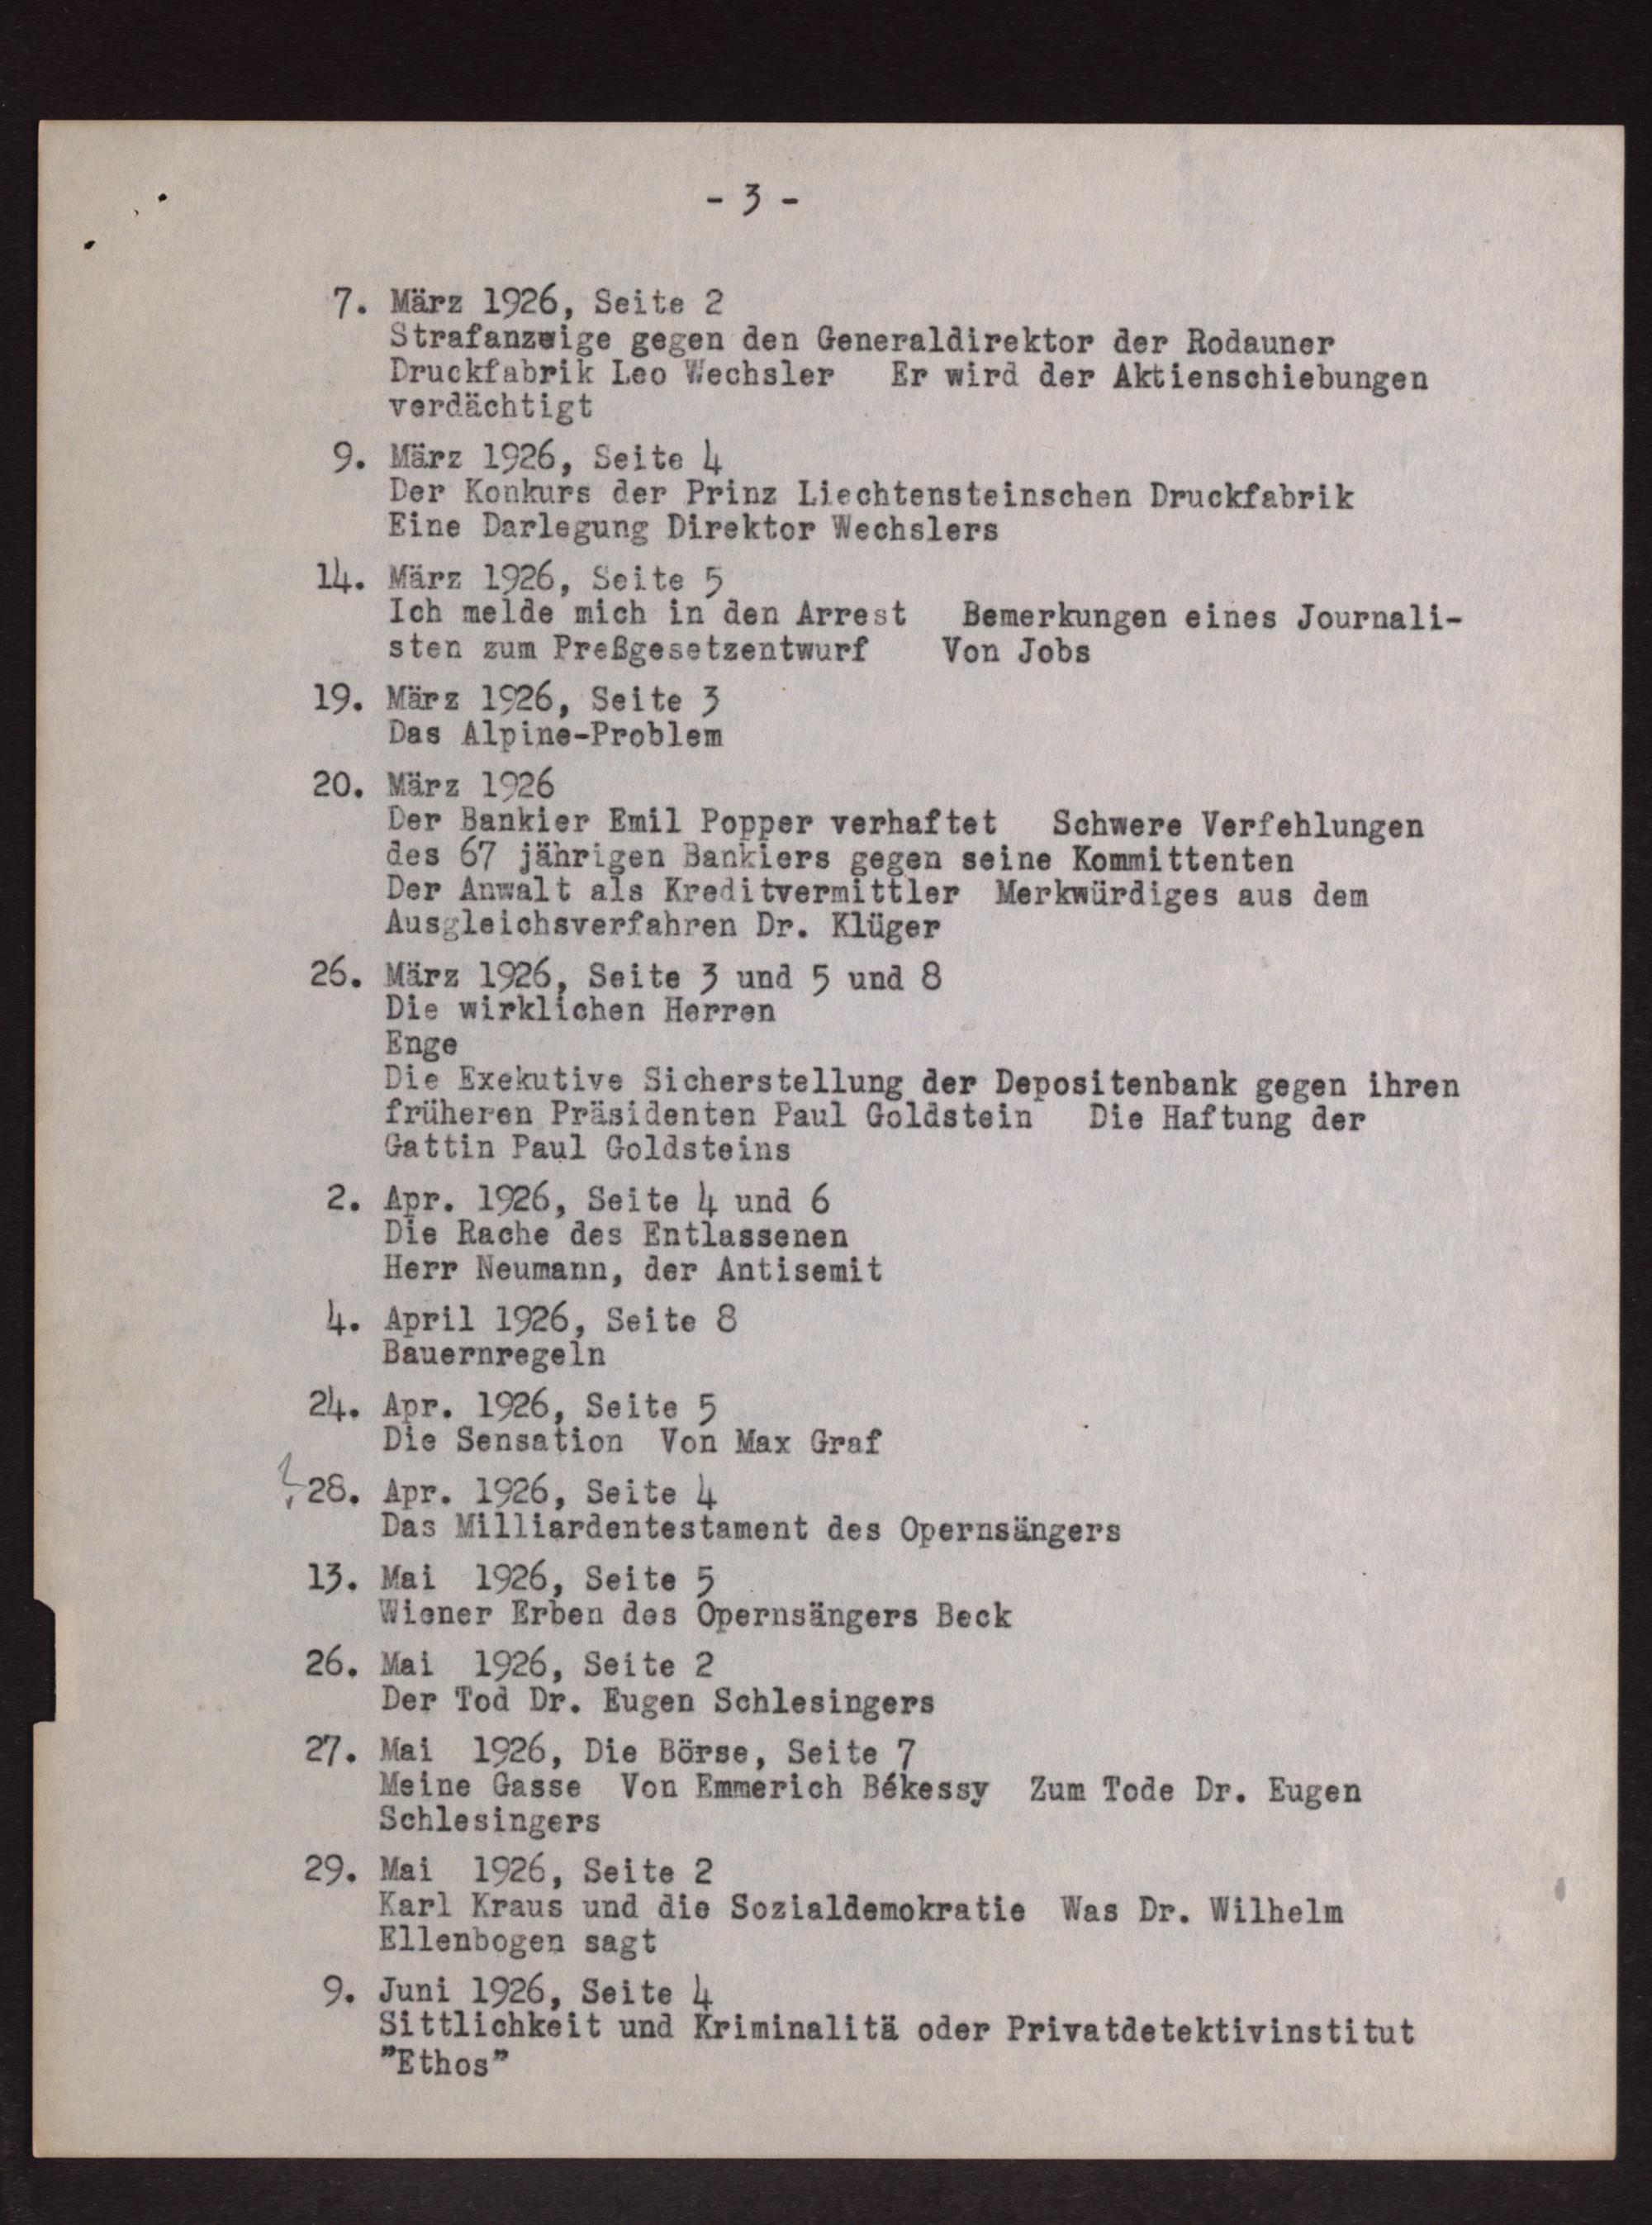 - 3 -
7. März 1926, Seite 2
Strafanzeige gegen den Generaldirektor der Rodauner
Druckfabrik Leo Wechsler Er wird der Aktienschiebungen
verdächtigt
9. März 1926, Seite 4
Der Konkurs der Prinz Liechtensteinschen Druckfabrik
Eine Darlegung Direktor Wechslers
14. März 1926, Seite 5
Ich melde mich in den Arrest Bemerkungen eines Journali-
sten zum Preßgesetzentwurf Von Jobs
19. März 1926, Seite 3
Das Alpine-Problem
20. März 1926
Der Bankier Emil Popper verhaftet Schwere Verfehlungen
des 67 jährigen Bankiers gegen seine Kommittenten
Der Anwalt als Kreditvermittler Merkwürdiges aus dem
Ausgleichsverfahren Dr. Klüger
26. März 1926, Seite 3 und 5 und 8
Die wirklichen Herren
Enge
Die Exekutive Sicherstellung der Depositenbank gegen ihren
früheren Präsidenten Paul Goldstein Die Haftung der
Gattin Paul Goldsteins
2. Apr. 1926, Seite 4 und 6
Die Rache des Entlassenen
Herr Neumann, der Antisemit
4. April 1926, Seite 8
Bauernregeln
24. Apr. 1926, Seite 5
Die Sensation Von Max Graf
28. Apr. 1926, Seite 4
Das Milliardentestament des Opernsängers
13. Mai 1926, Seite 5
Wiener Erben des Opernsängers Beck
26. Mai 1926, Seite 2
Der Tod Dr. Eugen Schlesingers
27. Mai 1926, Die Börse, Seite 7
Meine Gasse Von Emmerich Békessy Zum Tode Dr. Eugen
Schlesingers
29. Mai 1926, Seite 2
Karl Kraus und die Sozialdemokratie Was Dr. Wilhelm
Ellenbogen sagt
9. Juni 1926, Seite 4
Sittlichkeit und Kriminalitä oder Privatdetektivinstitut
"Ethos"